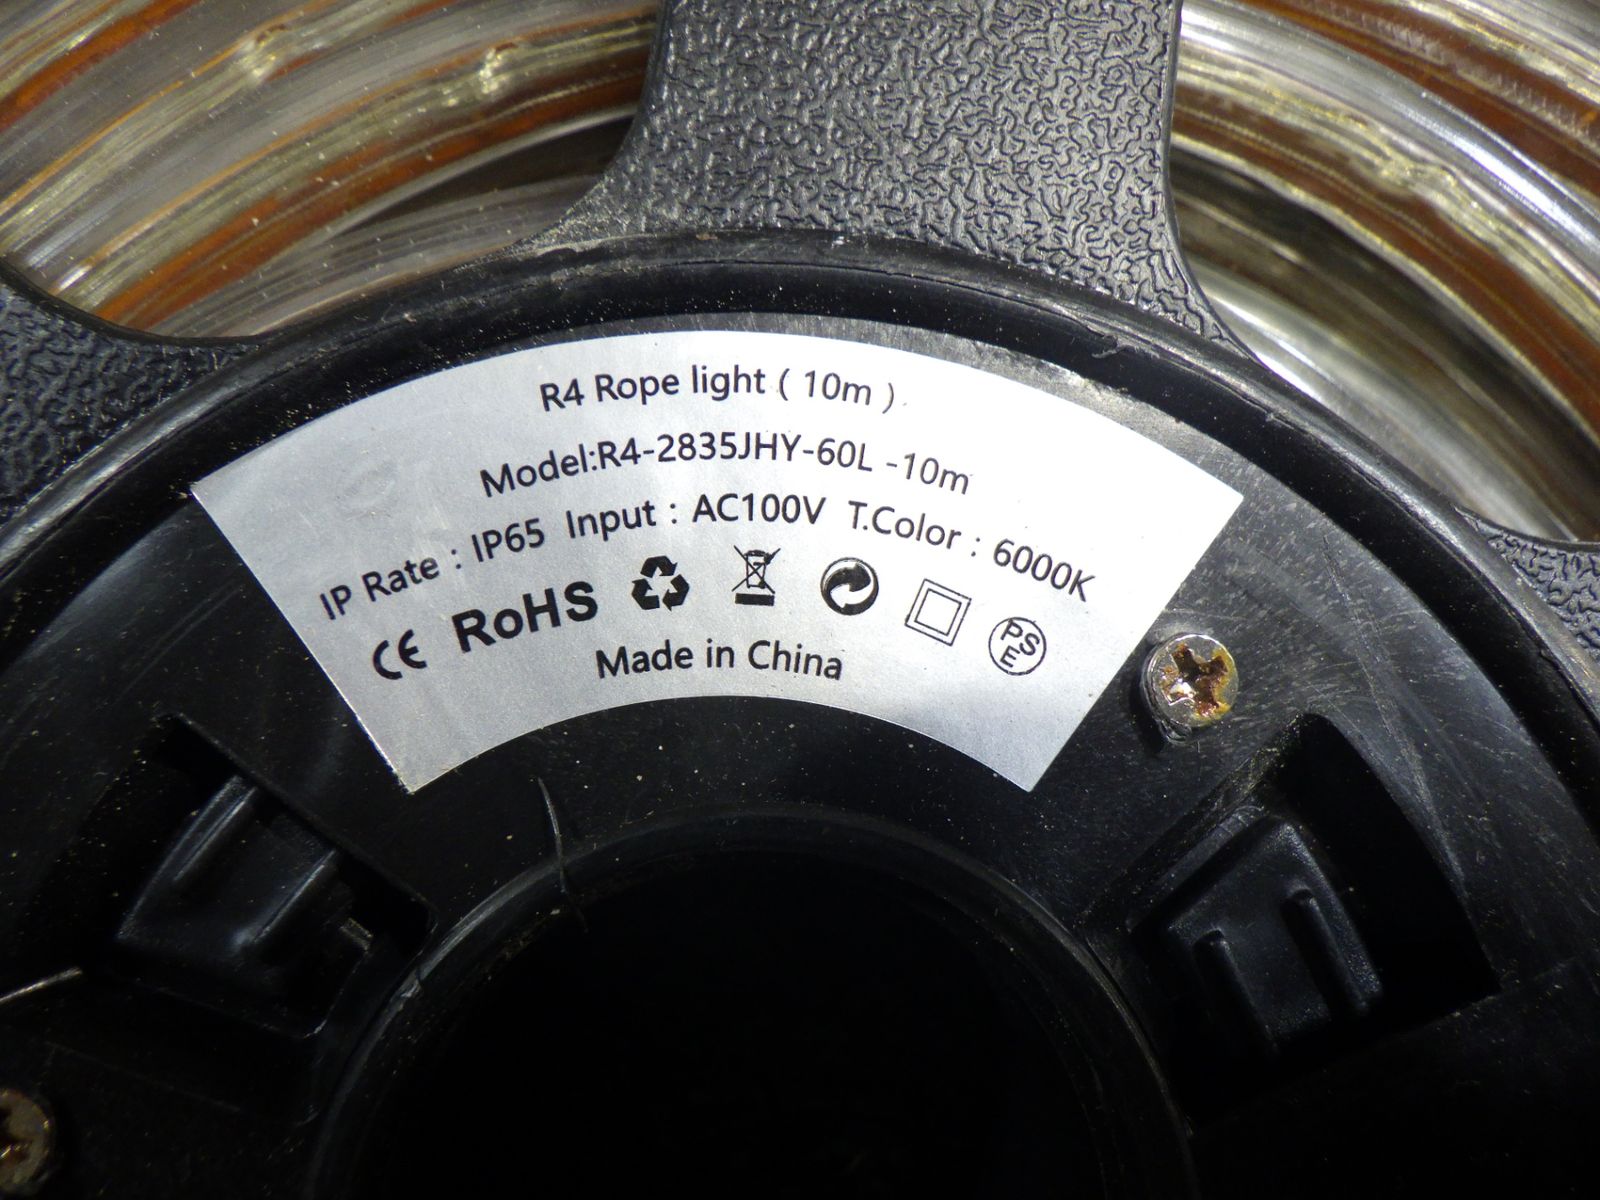 R4 Rope light ( 10m )
Model:R4-2835JHY-60L -10m
IP Rate : IP65 Input : AC100V T.Color : 6000K
CE RoHS PSE
Made in China